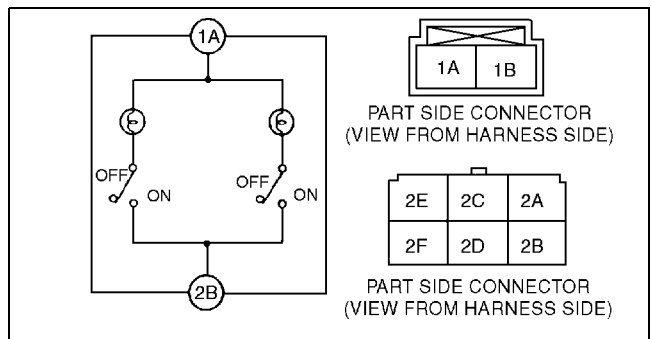 1A
OFF
ON
OFF
ON
2B
1A 1B
PART SIDE CONNECTOR
(VIEW FROM HARNESS SIDE)
2E 2C 2A
2F 2D 2B
PART SIDE CONNECTOR
(VIEW FROM HARNESS SIDE)